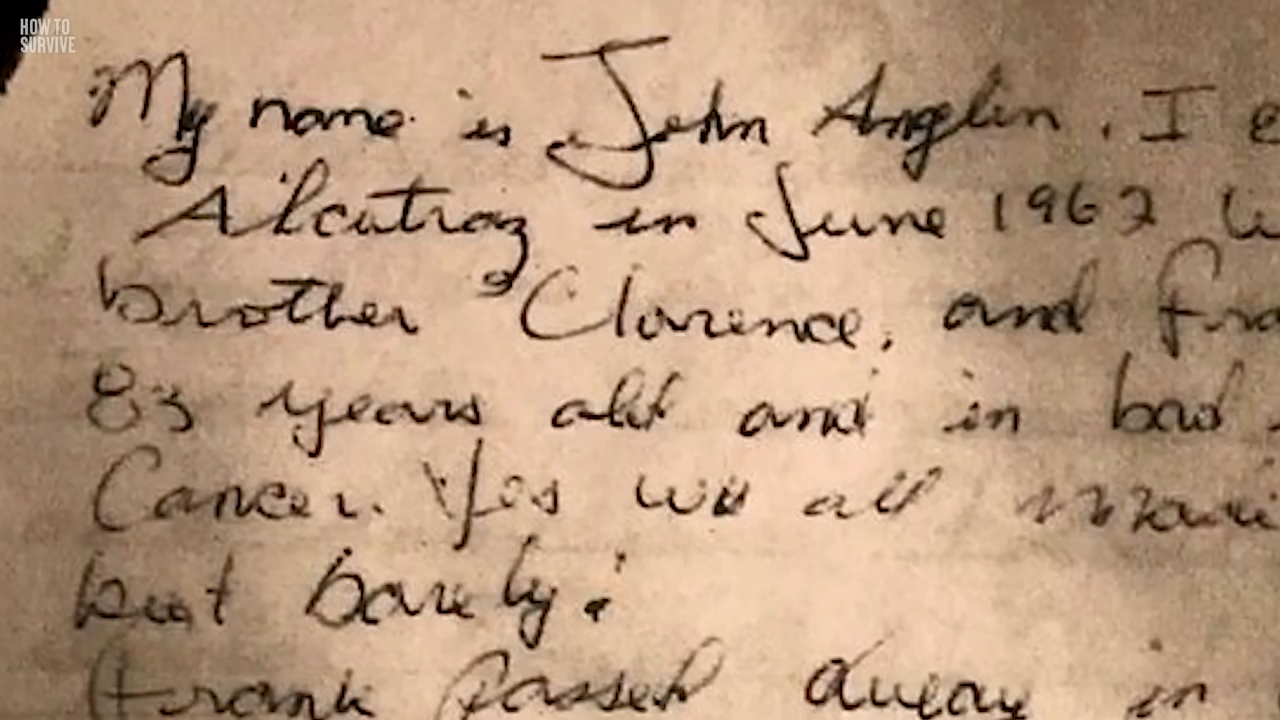 HOW TO
SURVIVE
My name is John Anglin. I e
Alcatraz in June 1962
brother Clarence, and Fra
83 years old and in bad
Cancer. Yes we all
but barely!
Frank passed away in